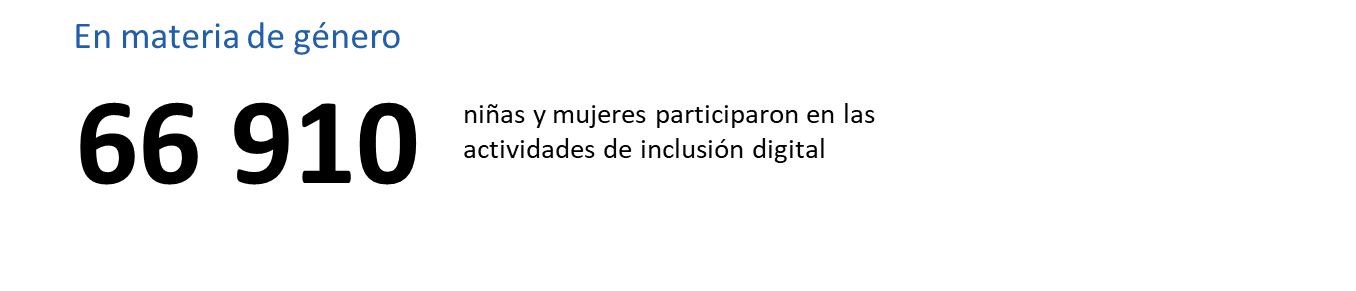 En materia de género
66 910
niñas y mujeres participaron en las
actividades de inclusión digital